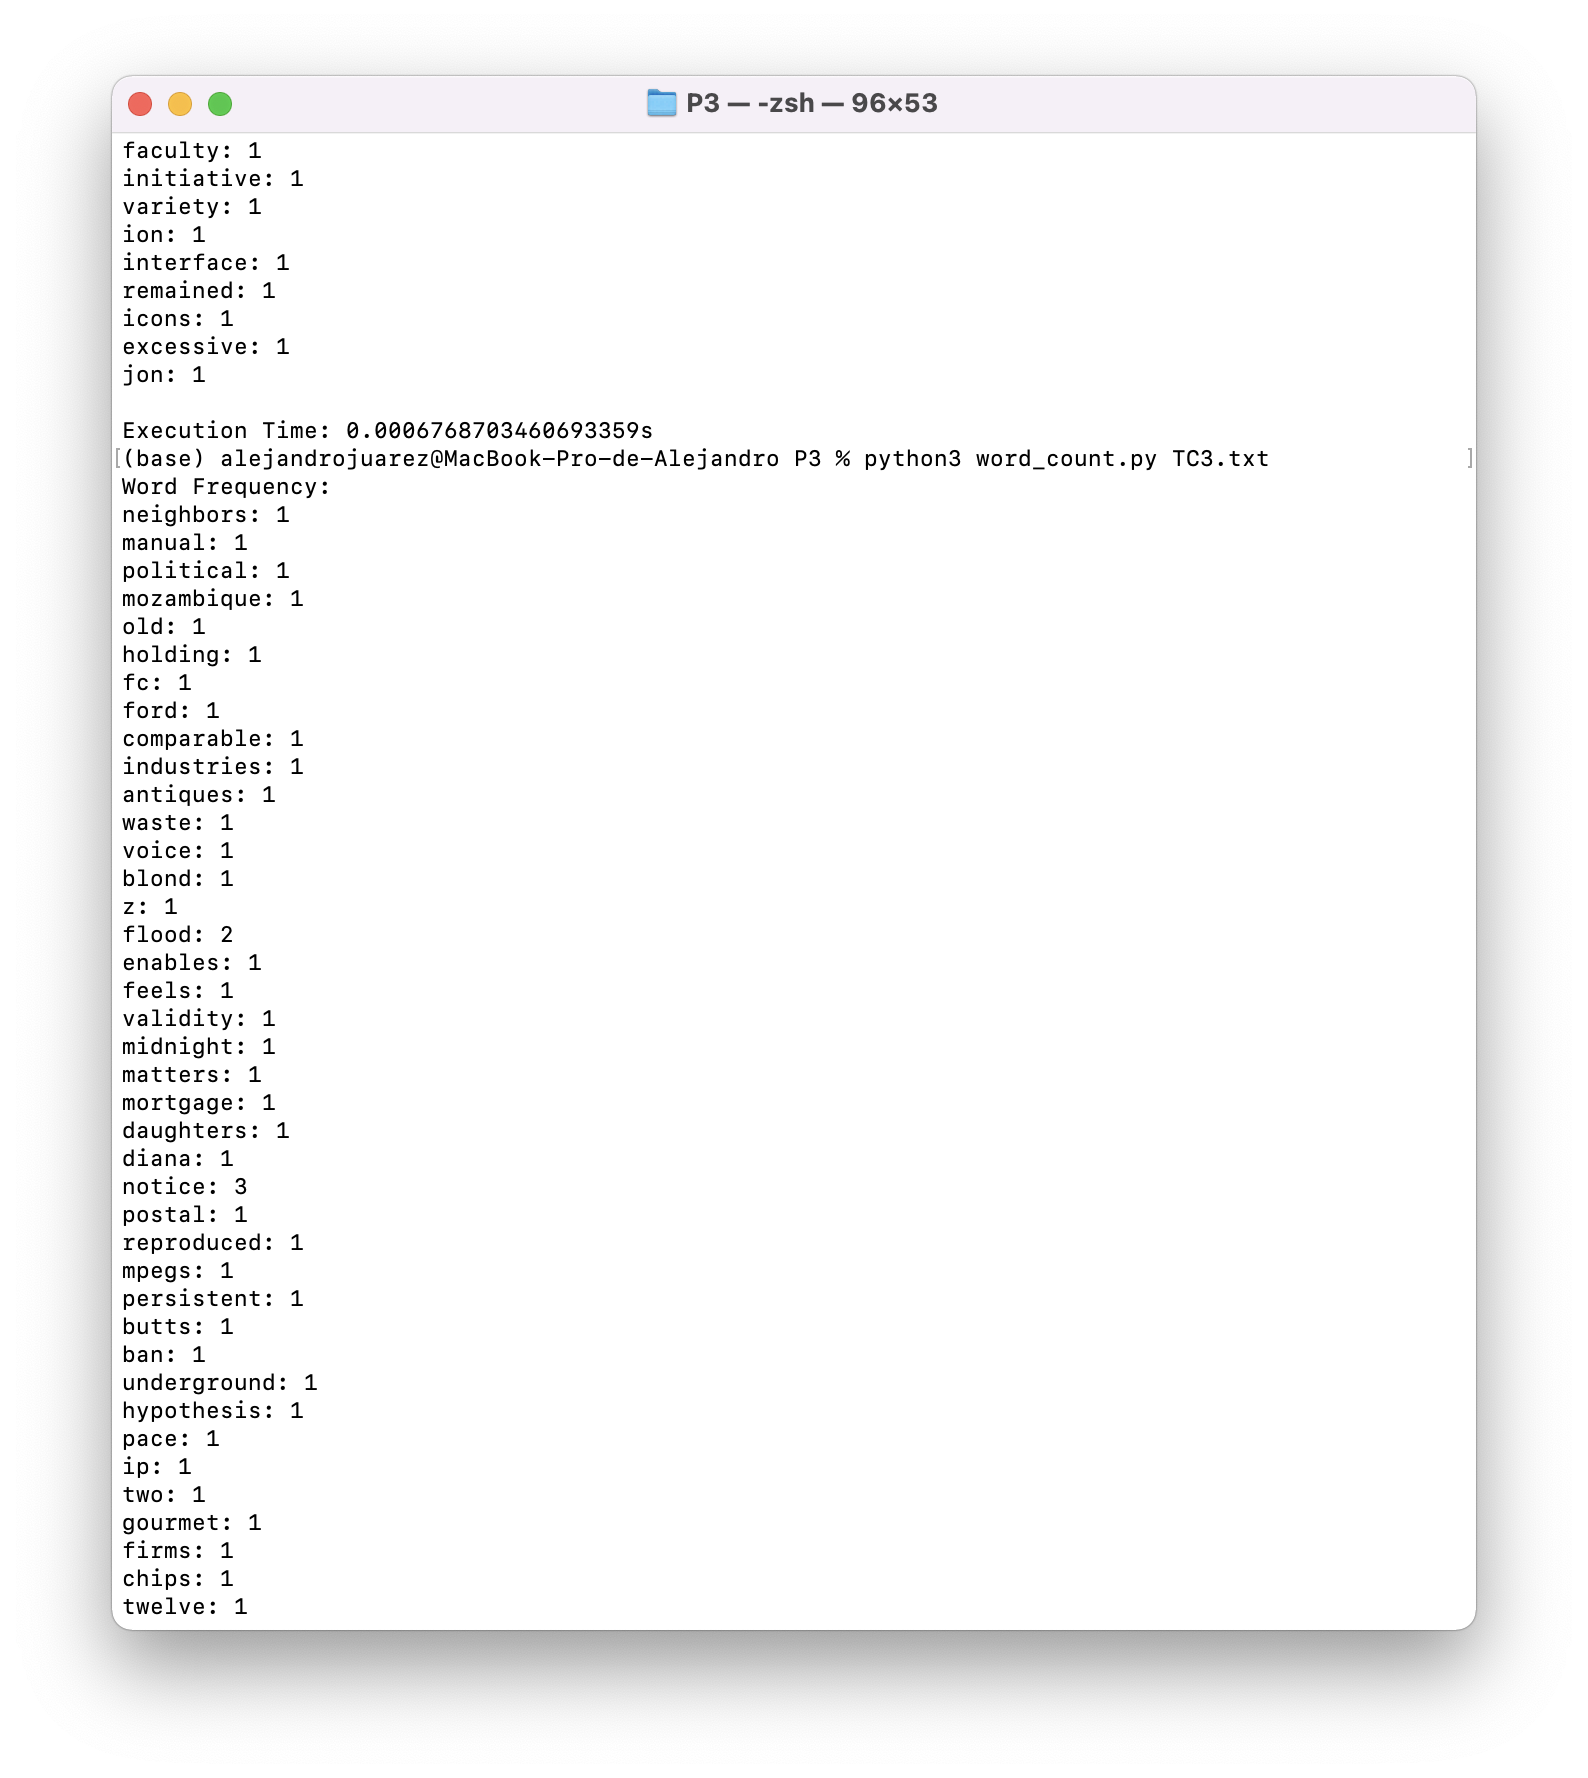 P3 — -zsh — 96×53
faculty: 1
initiative: 1
variety: 1
ion: 1
interface: 1
remained: 1
icons: 1
excessive: 1
jon: 1
Execution Time: 0.0006768703460693359s
[(base) alejandrojuarez@MacBook-Pro-de-Alejandro P3 % python3 word_count.py TC3.txt ]
Word Frequency:
neighbors: 1
manual: 1
political: 1
mozambique: 1
old: 1
holding: 1
fc: 1
ford: 1
comparable: 1
industries: 1
antiques: 1
waste: 1
voice: 1
blond: 1
z: 1
flood: 2
enables: 1
feels: 1
validity: 1
midnight: 1
matters: 1
mortgage: 1
daughters: 1
diana: 1
notice: 3
postal: 1
reproduced: 1
mpegs: 1
persistent: 1
butts: 1
ban: 1
underground: 1
hypothesis: 1
pace: 1
ip: 1
two: 1
gourmet: 1
firms: 1
chips: 1
twelve: 1